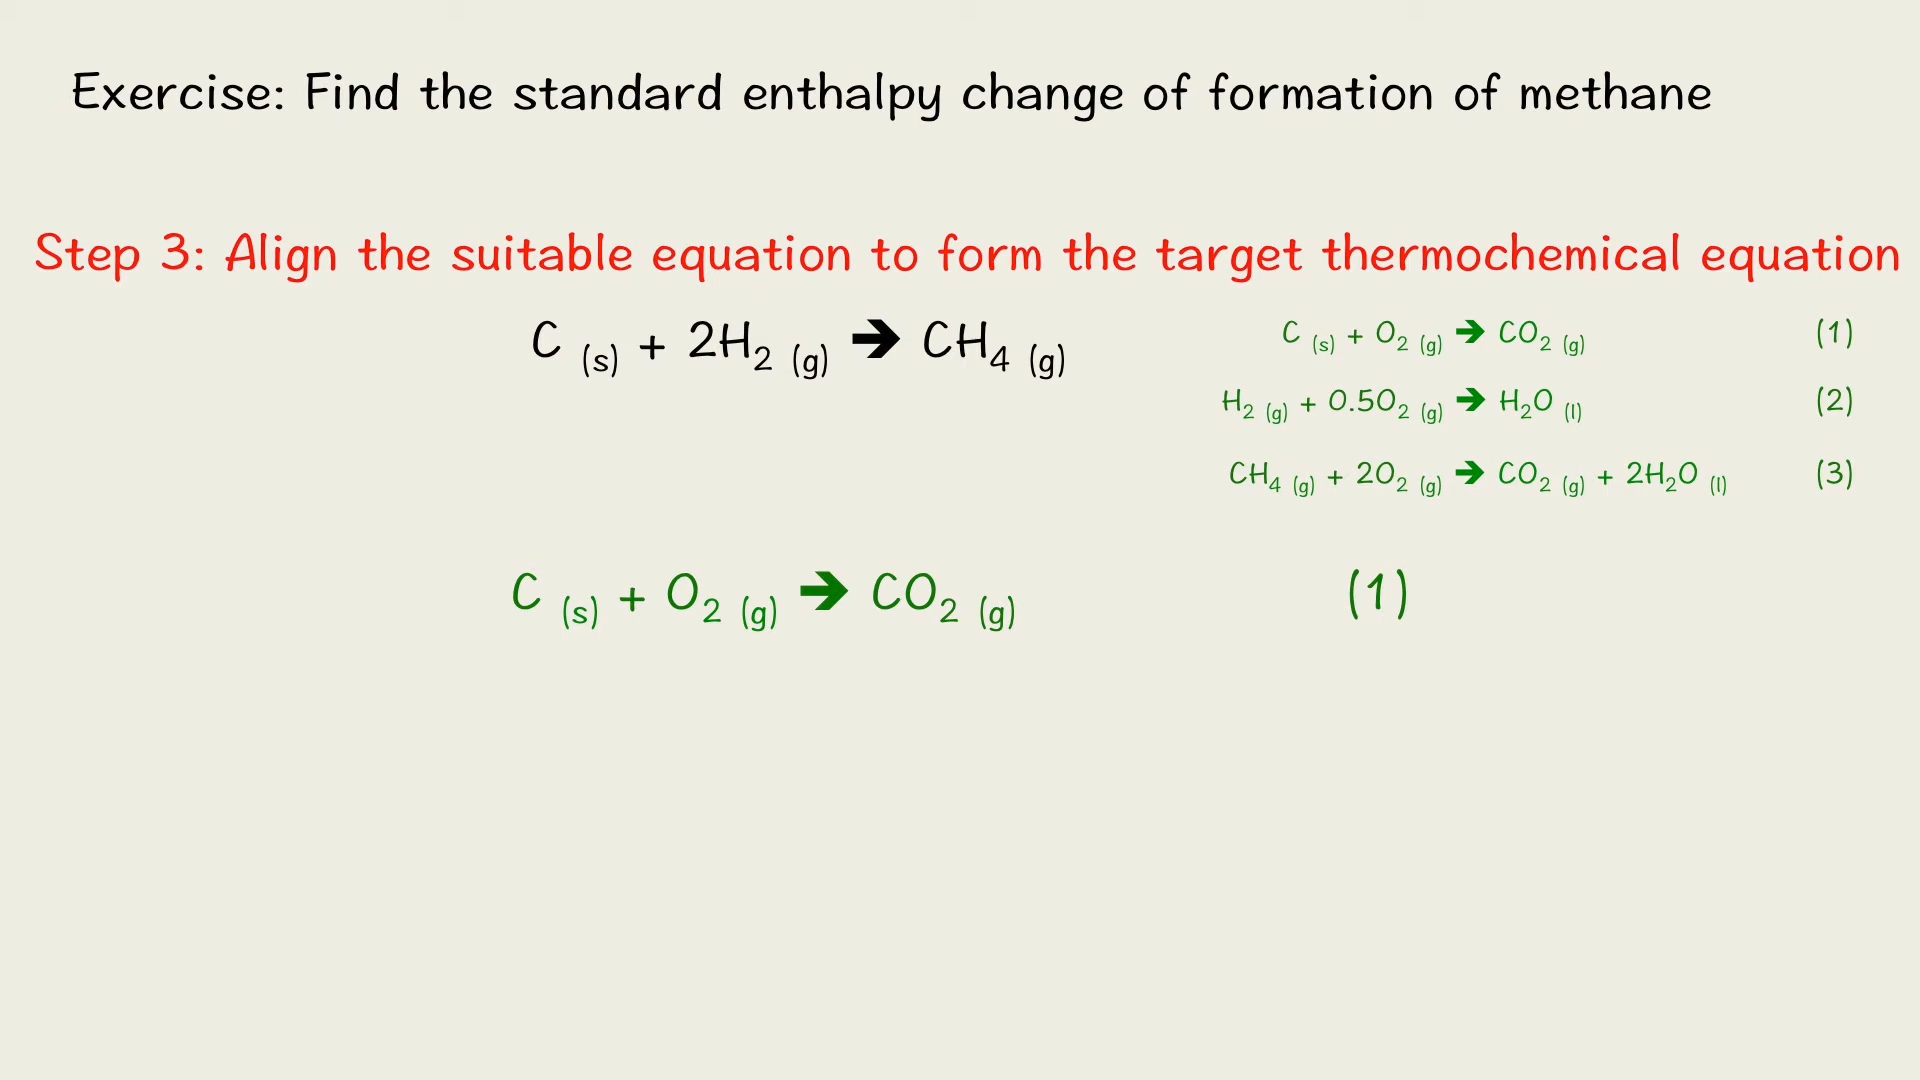 Exercise: Find the standard enthalpy change of formation of methane
Step 3: Align the suitable equation to form the target thermochemical equation
C (s) + 2H₂ (g) ➔ CH₄ (g)
C (s) + O₂ (g) ➔ CO₂ (g) (1)
H₂ (g) + 0.5O₂ (g) ➔ H₂O (l) (2)
CH₄ (g) + 2O₂ (g) ➔ CO₂ (g) + 2H₂O (l) (3)
C (s) + O₂ (g) ➔ CO₂ (g) (1)